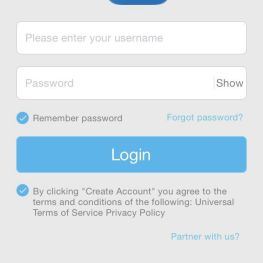 Please enter your username
Password Show
Remember password Forgot password?
Login
By clicking "Create Account" you agree to the
terms and conditions of the following: Universal
Terms of Service Privacy Policy
Partner with us?